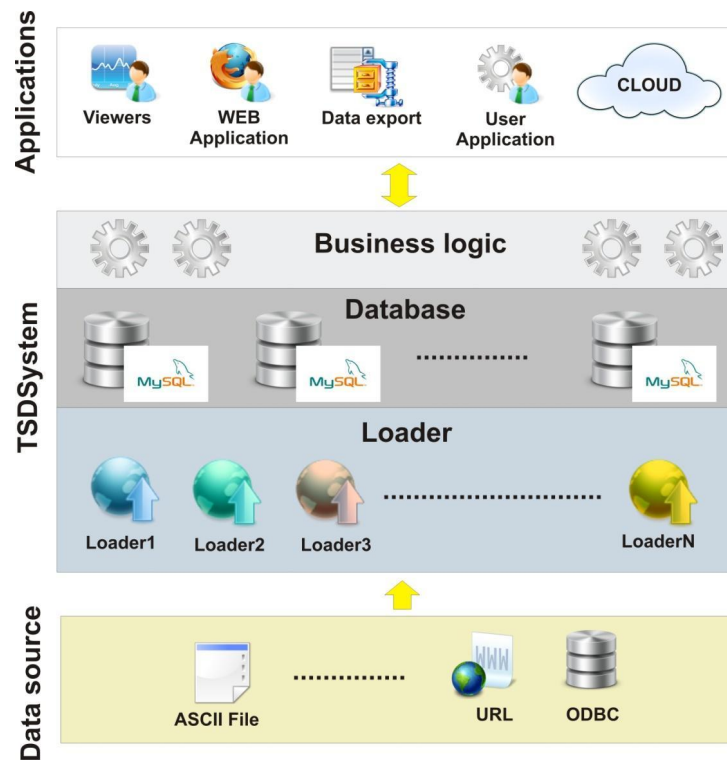 Applications
Viewers
WEB
Application
Data export
User
Application
CLOUD
TSDSystem
Business logic
Database
MySQL
MySQL
MySQL
Loader
Loader1
Loader2
Loader3
LoaderN
Data source
ASCII File
WWW
URL
ODBC